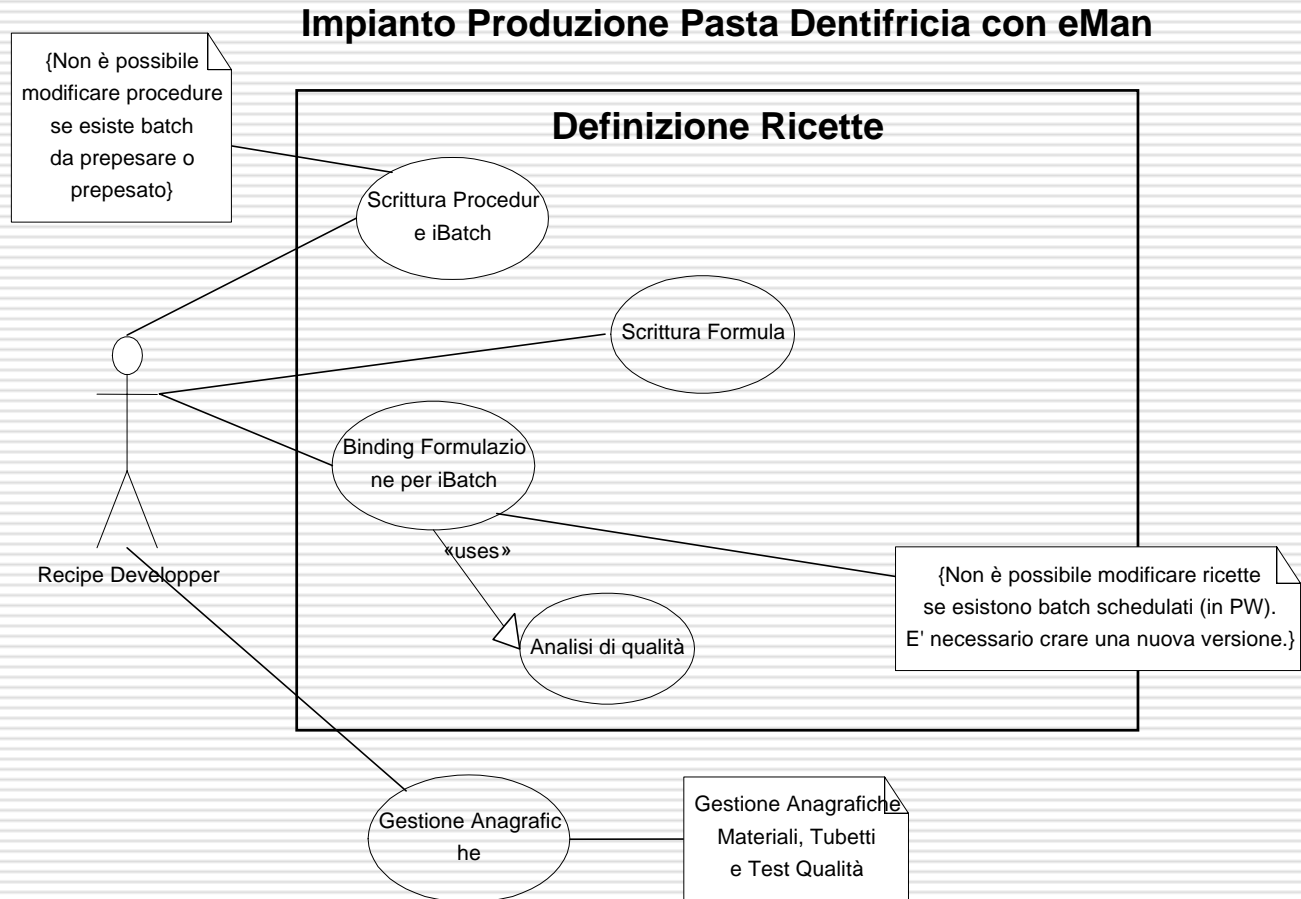 Impianto Produzione Pasta Dentifricia con eMan
{Non è possibile
modificare procedure
se esiste batch
da prepesare o
prepesato}
Definizione Ricette
Scrittura Procedur
e iBatch
Scrittura Formula
Binding Formulazio
ne per iBatch
«uses»
Recipe Developper
{Non è possibile modificare ricette
se esistono batch schedulati (in PW).
E' necessario crare una nuova versione.}
Analisi di qualità
Gestione Anagrafic
he
Gestione Anagrafiche
Materiali, Tubetti
e Test Qualità